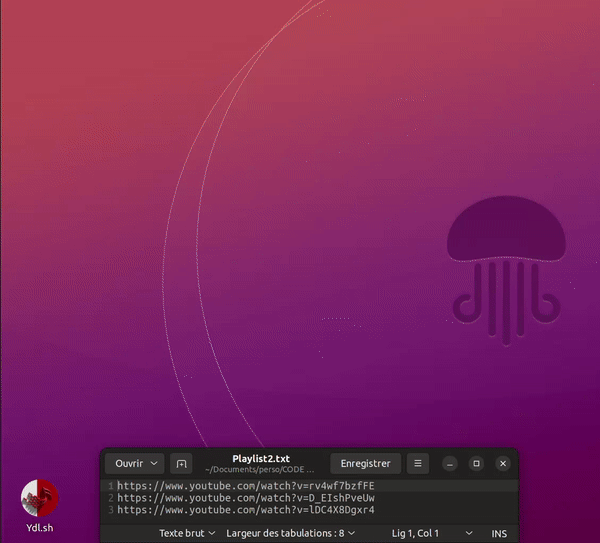 Ouvrir
Playlist2.txt
~/Documents/perso/CODE ...
Enregistrer
1 https://www.youtube.com/watch?v=rv4wf7bzfFE
2 https://www.youtube.com/watch?v=D_EIshPveUw
3 https://www.youtube.com/watch?v=lDC4X8Dgxr4
Ydl.sh
Texte brut
Largeur des tabulations : 8
Lig 1, Col 1
INS